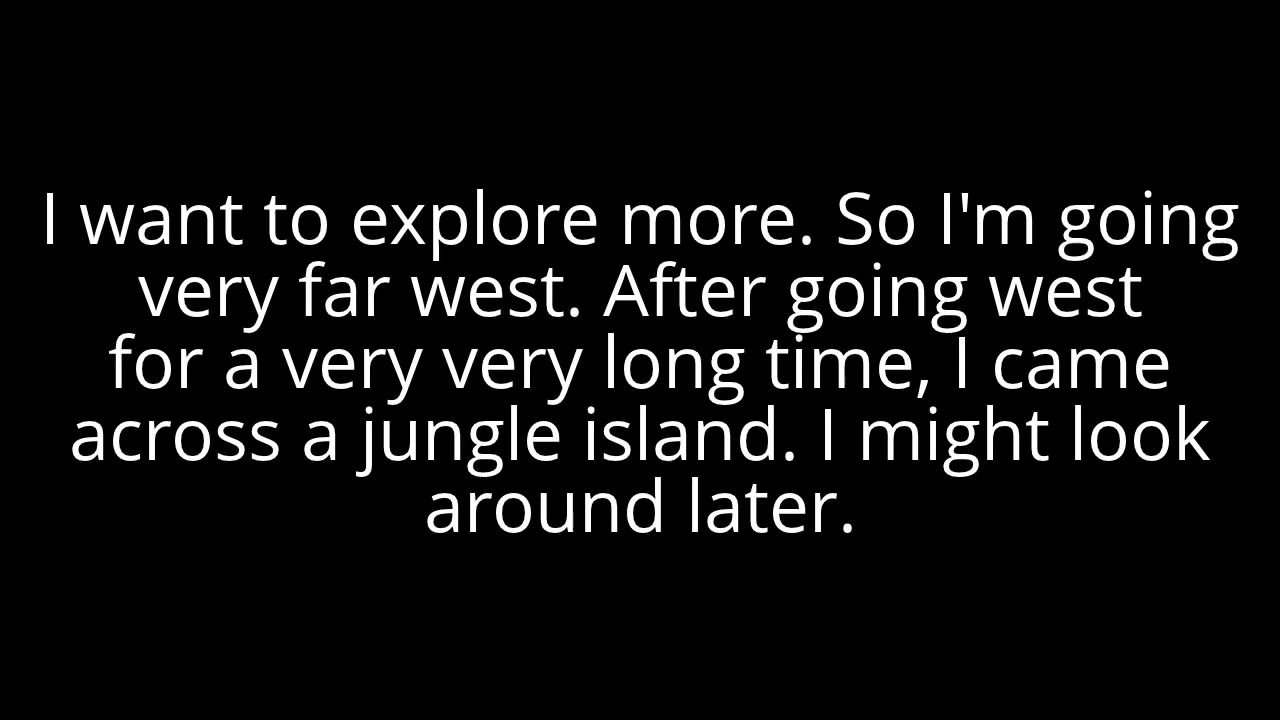 I want to explore more. So I'm going
very far west. After going west
for a very very long time, I came
across a jungle island. I might look
around later.